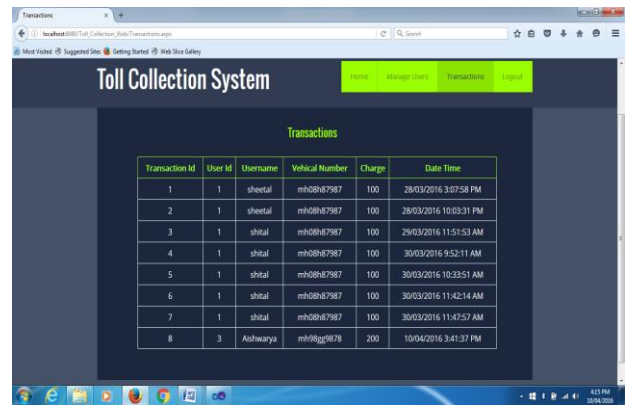 Transactions
localhost:8080/Toll_Collection_Web/Transactions.aspx
Search
Most Visited Suggested Sites Getting Started Web Slice Gallery
Toll Collection System
Home Manage Users Transactions Logout
Transactions
Transaction Id User Id Username Vehical Number Charge Date Time
1 1 sheetal mh08h87987 100 28/03/2016 3:07:58 PM
2 1 sheetal mh08h87987 100 28/03/2016 10:03:31 PM
3 1 shital mh08h87987 100 29/03/2016 11:51:53 AM
4 1 shital mh08h87987 100 30/03/2016 9:52:11 AM
5 1 shital mh08h87987 100 30/03/2016 10:33:51 AM
6 1 shital mh08h87987 100 30/03/2016 11:42:14 AM
7 1 shital mh08h87987 100 30/03/2016 11:47:57 AM
8 3 Aishwarya mh98gg9878 200 10/04/2016 3:41:37 PM
4:15 PM
10/04/2016